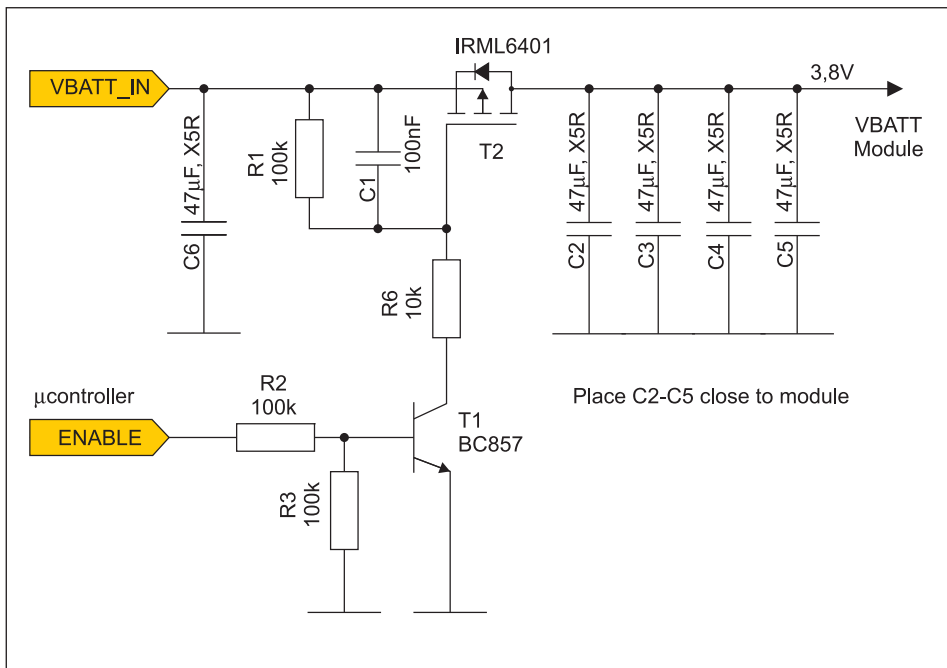 IRML6401
VBATT_IN
3,8V
47μF, X5R
C6
R1
100k
C1
100nF
T2
47μF, X5R
C2
47μF, X5R
C3
47μF, X5R
C4
47μF, X5R
C5
VBATT
Module
R6
10k
μcontroller
ENABLE
R2
100k
R3
100k
T1
BC857
Place C2-C5 close to module